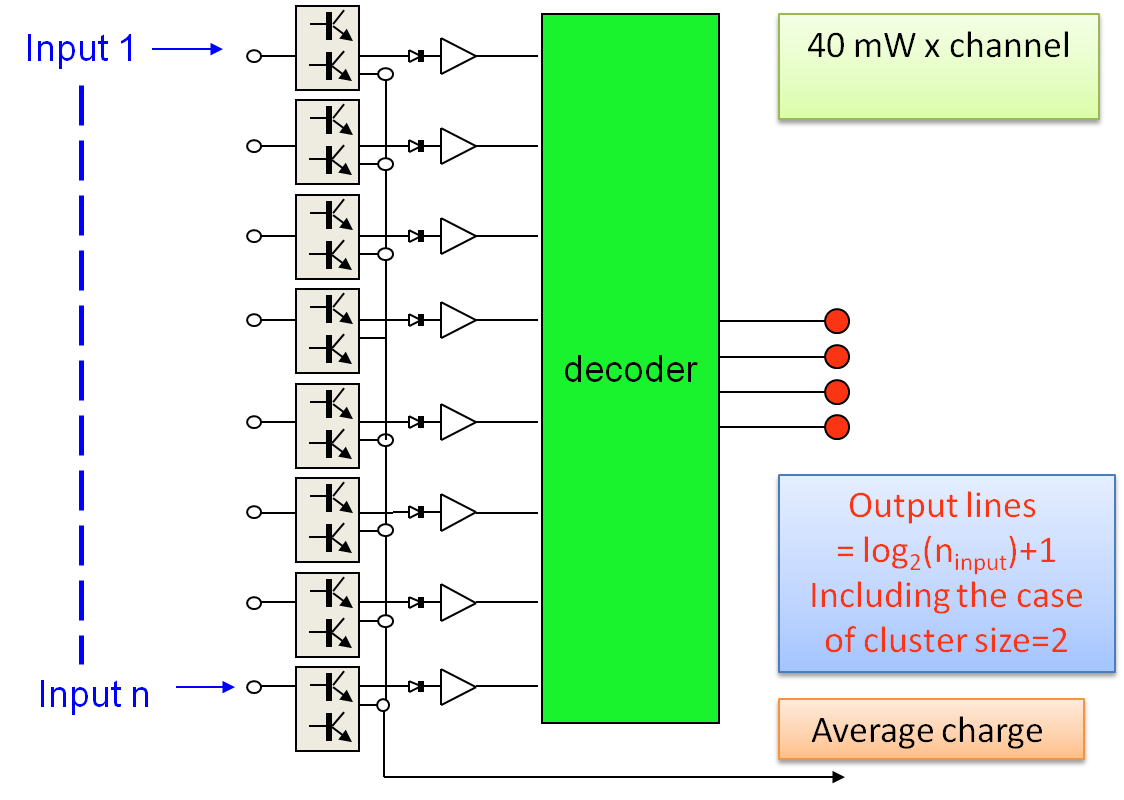 Input 1
40 mW x channel
decoder
Output lines
= log₂(nᵢₙₚᵤₜ)+1
Including the case
of cluster size=2
Input n
Average charge